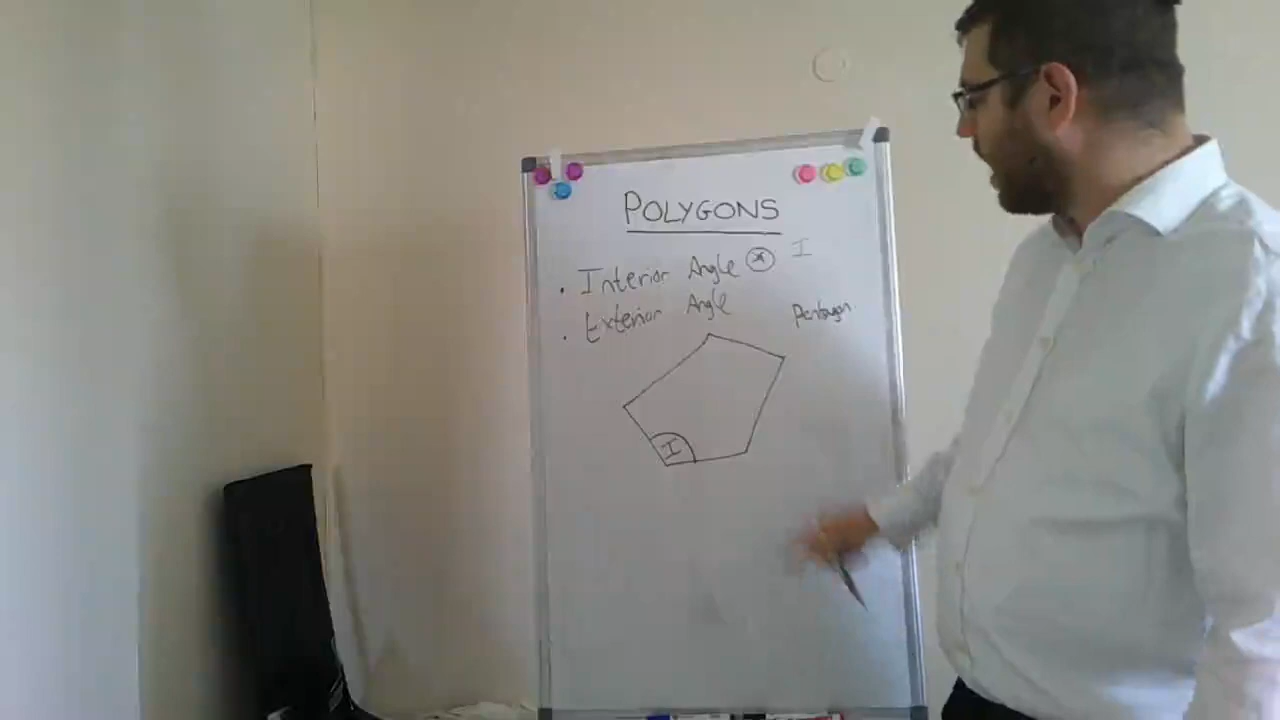 POLYGONS
• Interior Angle * I
• Exterior Angle
Pentagon
I